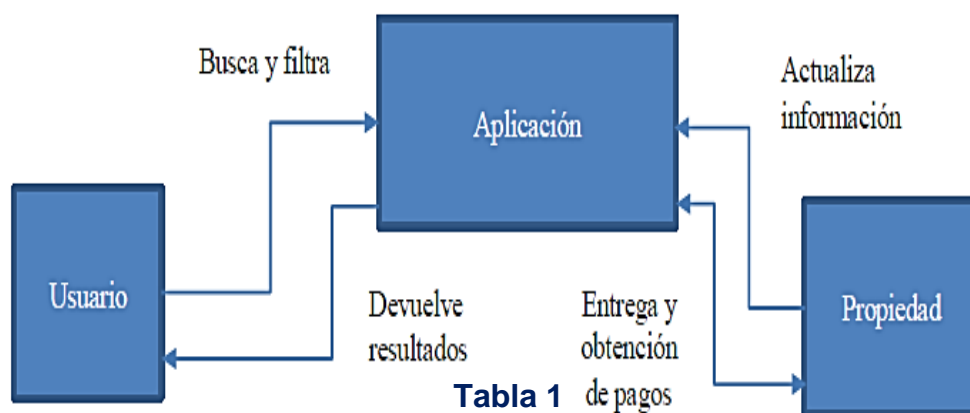 Busca y filtra
Aplicación
Actualiza
información
Usuario
Devuelve
resultados
Entrega y
obtención
de pagos
Propiedad
Tabla 1